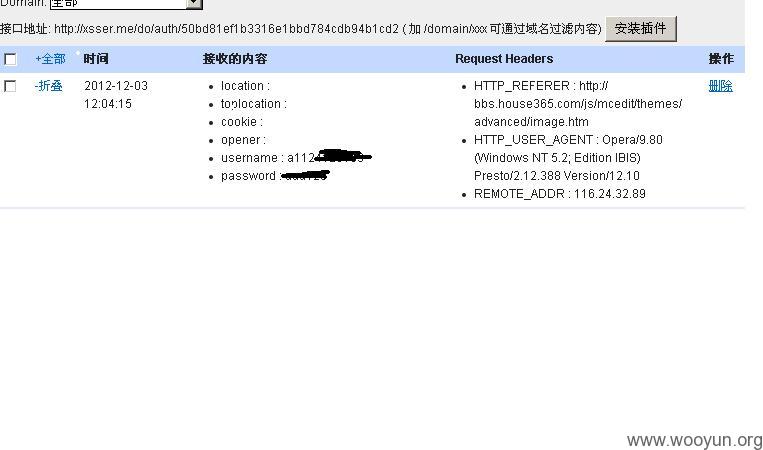 Domain: 全部
接口地址: http://xsser.me/do/auth/50bd81ef1b3316e1bbd784cdb94b1cd2 ( 加 /domain/xxx 可通过域名过滤内容) 安装插件
+全部 时间 接收的内容 Request Headers 操作
-折叠 2012-12-03 12:04:15
location :
toplocation :
cookie :
opener :
username : a112
password :
HTTP_REFERER : http://
bbs.house365.com/js/mcedit/themes/
advanced/image.htm
HTTP_USER_AGENT : Opera/9.80
(Windows NT 5.2; Edition IBIS)
Presto/2.12.388 Version/12.10
REMOTE_ADDR : 116.24.32.89
删除
www.wooyun.org